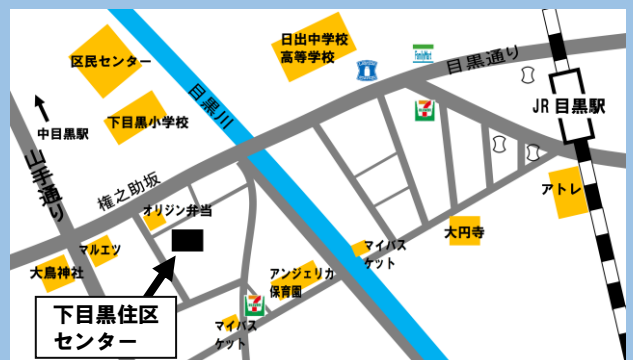 日出中学校
高等学校
区民センター
FamilyMart
目黒通り
目黒川
JR目黒駅
下目黒小学校
中目黒駅
山手通り
権之助坂
アトレ
オリジン弁当
大円寺
マルエツ
マイバス
ケット
大鳥神社
アンジェリカ
保育園
下目黒住区
センター
マイバス
ケット